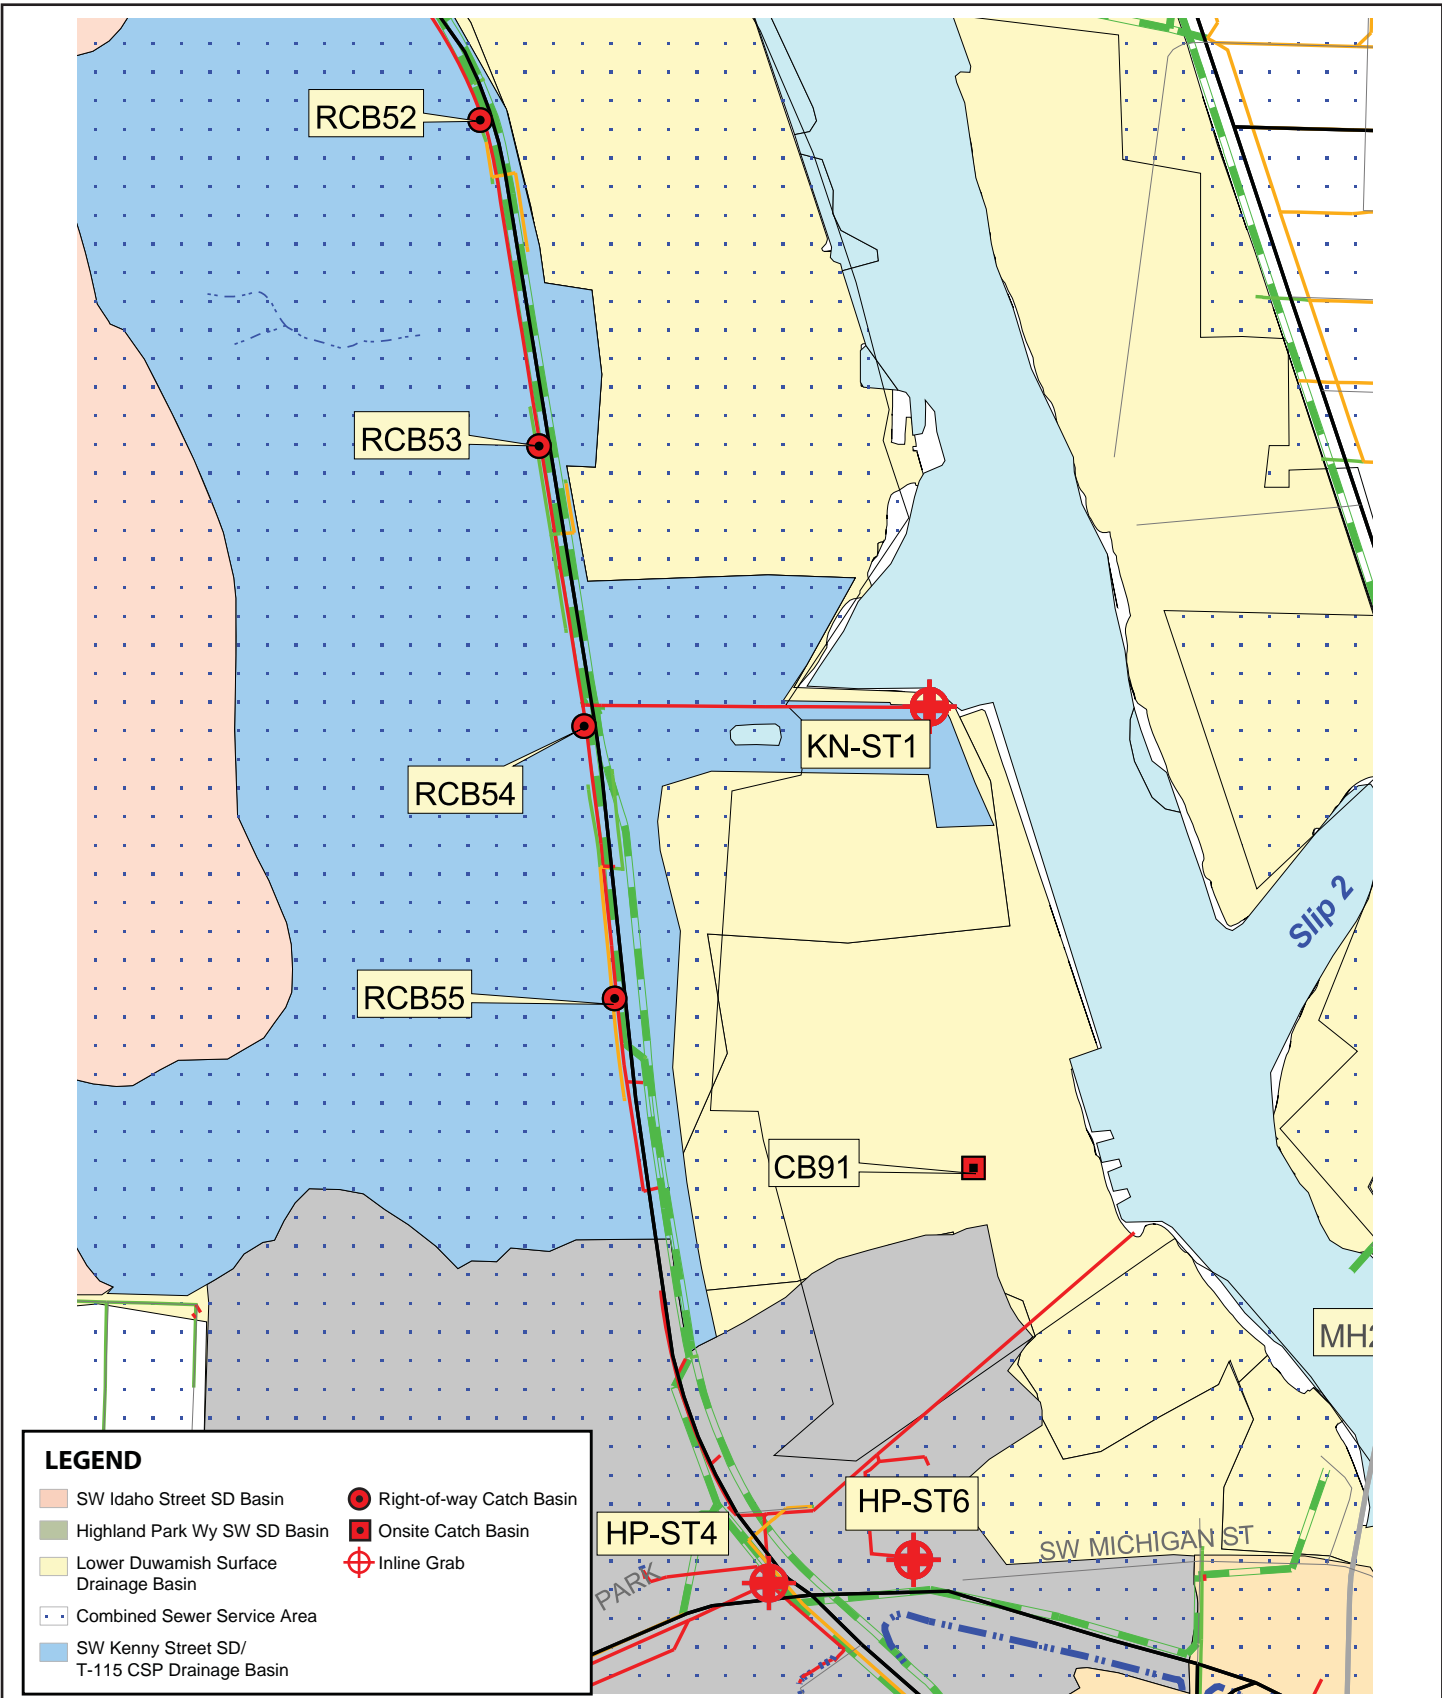 RCB52
RCB53
KN-ST1
RCB54
Slip 2
RCB55
CB91
MH2
HP-ST6
HP-ST4
SW MICHIGAN ST
PARK
LEGEND
SW Idaho Street SD Basin
Highland Park Wy SW SD Basin
Lower Duwamish Surface
Drainage Basin
Combined Sewer Service Area
SW Kenny Street SD/
T-115 CSP Drainage Basin
Right-of-way Catch Basin
Onsite Catch Basin
Inline Grab